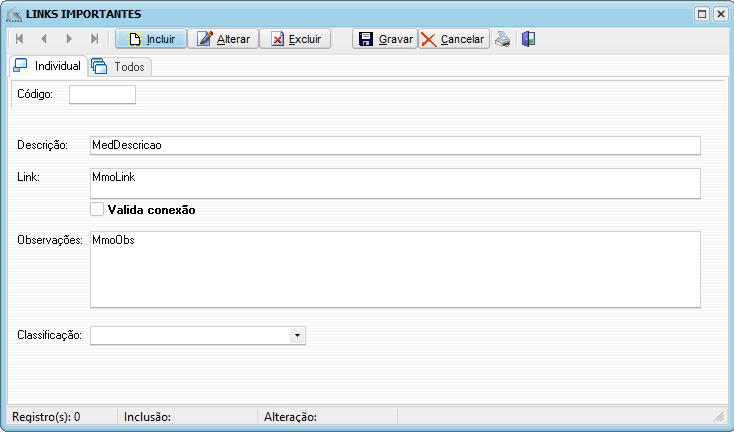 LINKS IMPORTANTES
Incluir Alterar Excluir Gravar Cancelar
Individual Todos
Código:
Descrição: MedDescricao
Link: MmoLink
Valida conexão
Observações: MmoObs
Classificação:
Registro(s): 0 Inclusão: Alteração: